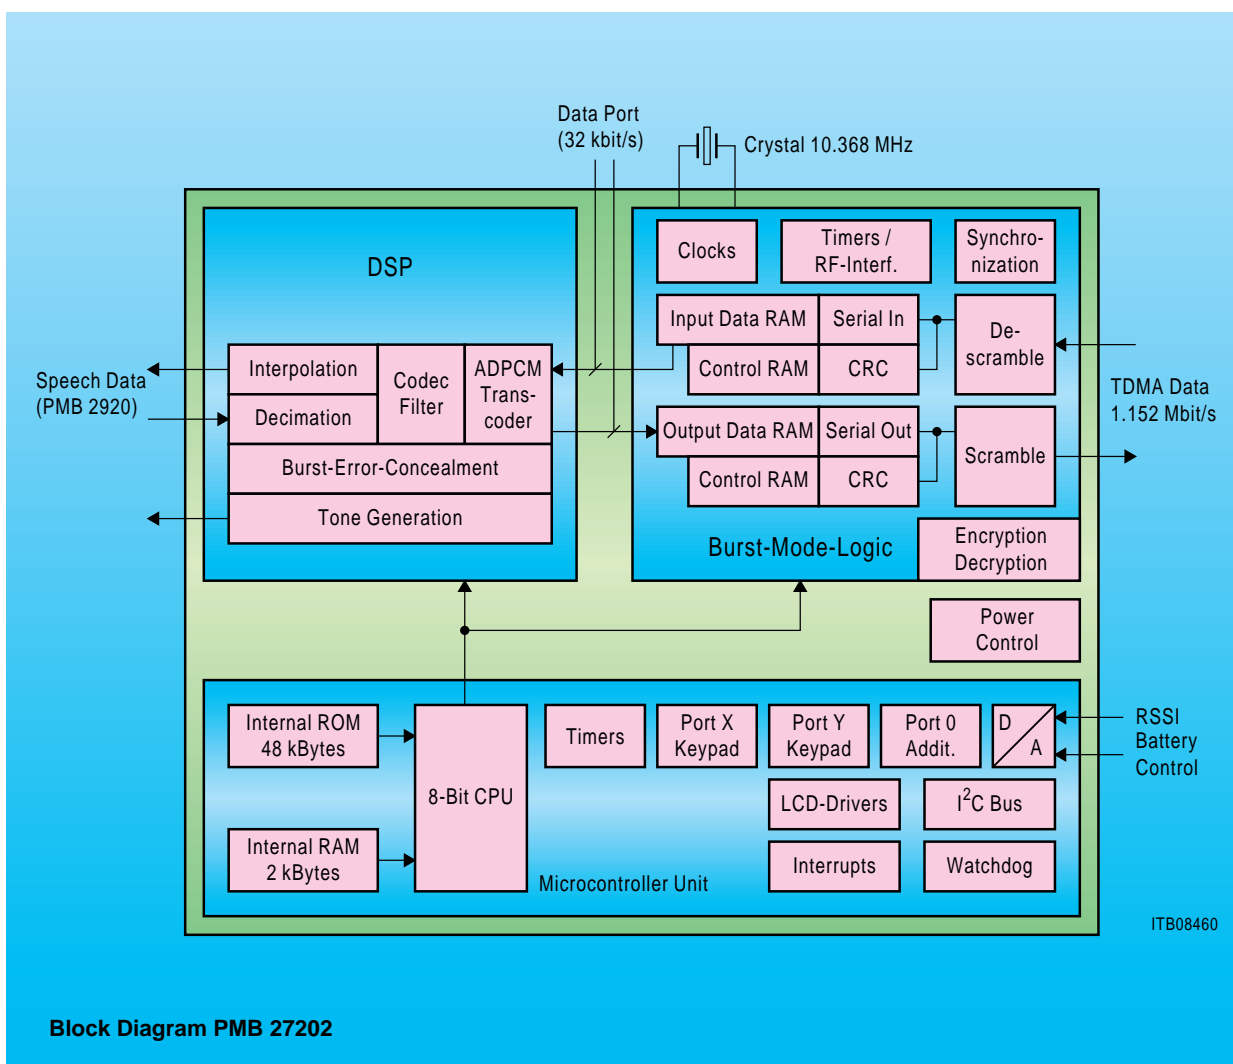 Data Port
(32 kbit/s)
Crystal 10.368 MHz
DSP
Clocks
Timers /
RF-Interf.
Synchro-
nization
Input Data RAM
Serial In
De-
scramble
Control RAM
CRC
Interpolation
Decimation
Codec
Filter
ADPCM
Trans-
coder
Speech Data
(PMB 2920)
TDMA Data
1.152 Mbit/s
Output Data RAM
Serial Out
Scramble
Control RAM
CRC
Burst-Error-Concealment
Tone Generation
Burst-Mode-Logic
Encryption
Decryption
Power
Control
Internal ROM
48 kBytes
8-Bit CPU
Timers
Port X
Keypad
Port Y
Keypad
Port 0
Addit.
D
A
RSSI
Battery
Control
LCD-Drivers
I²C Bus
Internal RAM
2 kBytes
Interrupts
Watchdog
Microcontroller Unit
ITB08460
Block Diagram PMB 27202